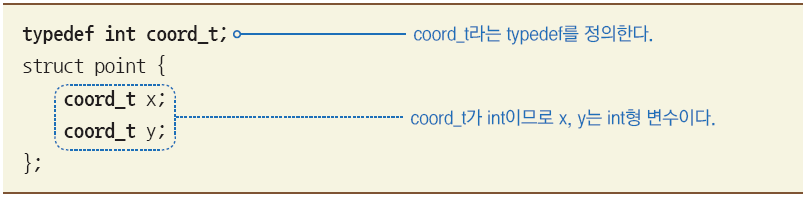 typedef int coord_t; coord_t라는 typedef를 정의한다.
struct point {
coord_t x;
coord_t가 int이므로 x, y는 int형 변수이다.
coord_t y;
};